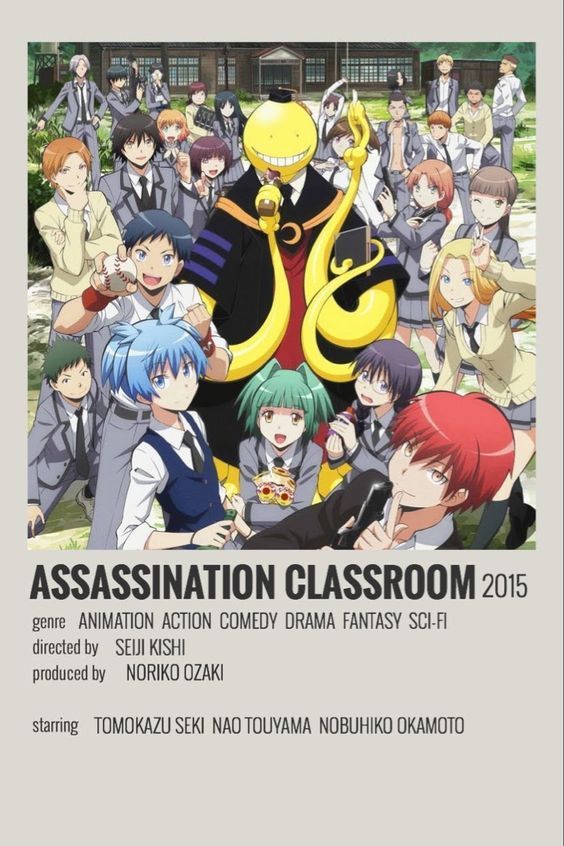 ASSASSINATION CLASSROOM 2015
genre ANIMATION ACTION COMEDY DRAMA FANTASY SCI-FI
directed by SEIJI KISHI
produced by NORIKO OZAKI
starring TOMOKAZU SEKI NAO TOUYAMA NOBUHIKO OKAMOTO